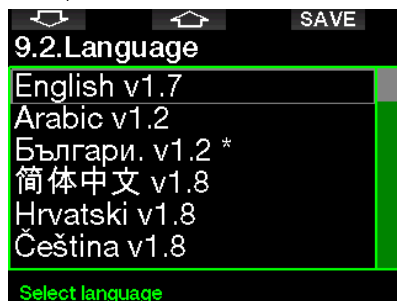 SAVE
9.2.Language
English v1.7
Arabic v1.2
Българи. v1.2 *
简体中文 v1.8
Hrvatski v1.8
Čeština v1.8
Select language